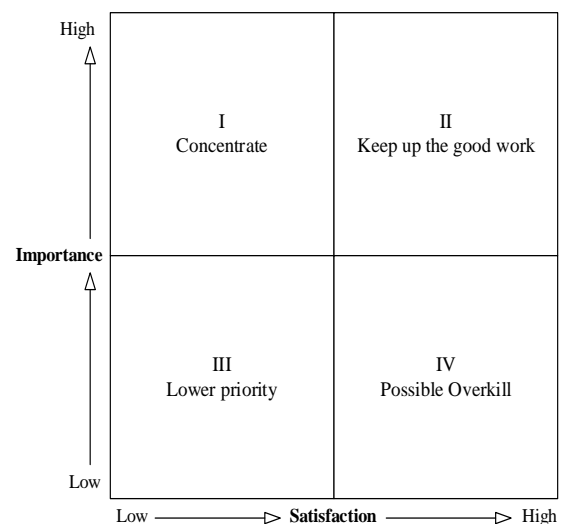 High
I
Concentrate
II
Keep up the good work
Importance
III
Lower priority
IV
Possible Overkill
Low
Low Satisfaction High